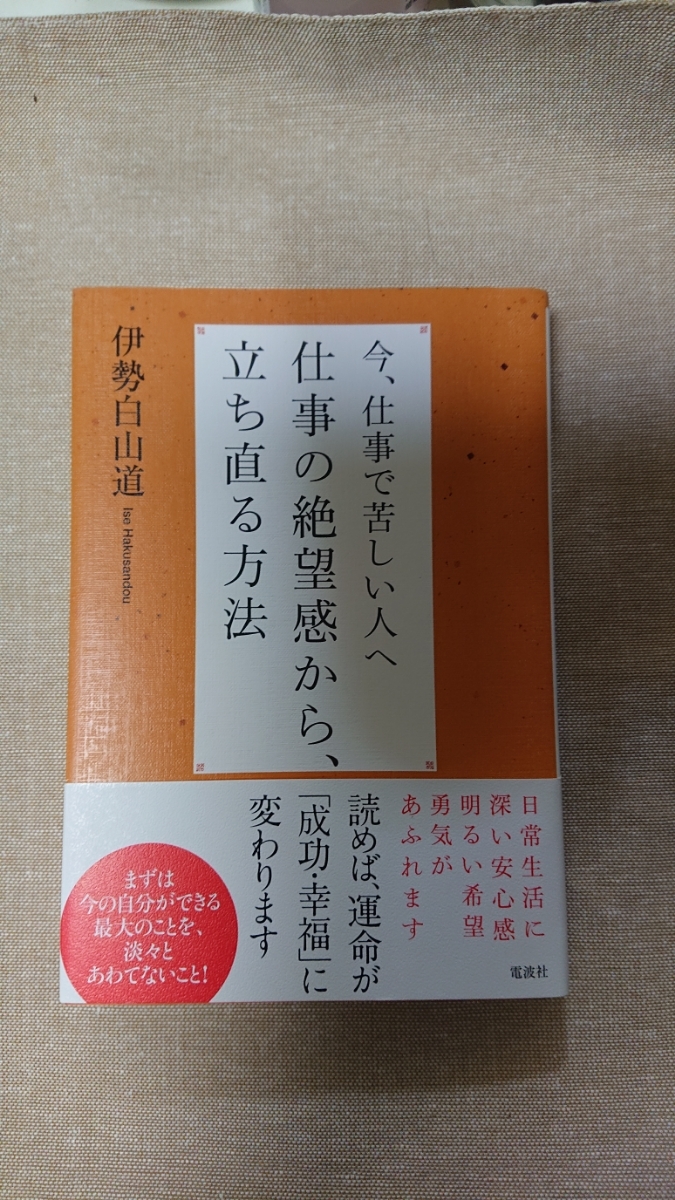 今、仕事で苦しい人へ
仕事の絶望感から、
立ち直る方法
伊勢白山道
Ise Hakusandou
日常生活に
深い安心感
明るい希望
勇気が
あふれます
読めば、運命が
「成功・幸福」に
変わります
まずは
今の自分ができる
最大のことを、
淡々と
あわてないこと!
電波社